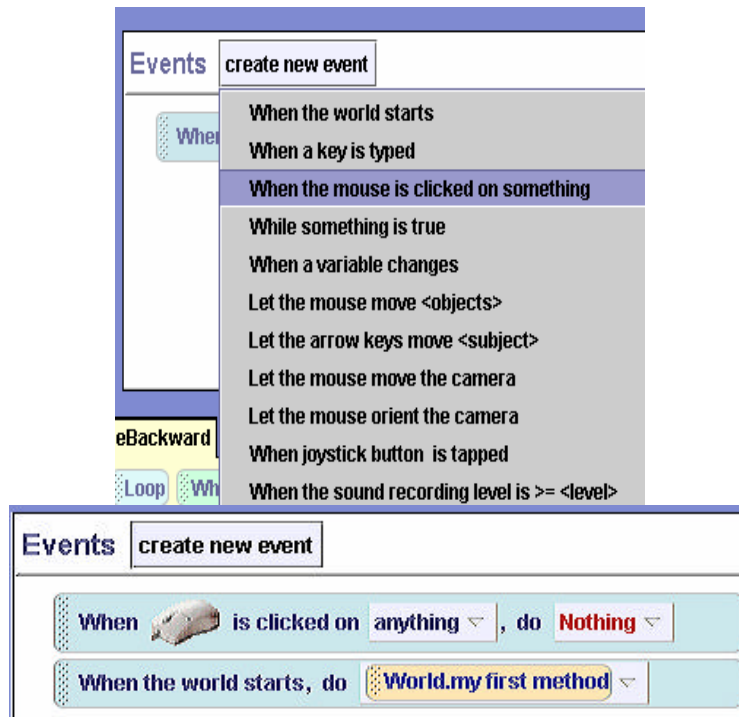 Events create new event
When the world starts
When a key is typed
When the mouse is clicked on something
While something is true
When a variable changes
Let the mouse move <objects>
Let the arrow keys move <subject>
Let the mouse move the camera
Let the mouse orient the camera
eBackward
When joystick button is tapped
Loop
When the sound recording level is >= <level>
Events create new event
When is clicked on anything, do Nothing
When the world starts, do World.my first method